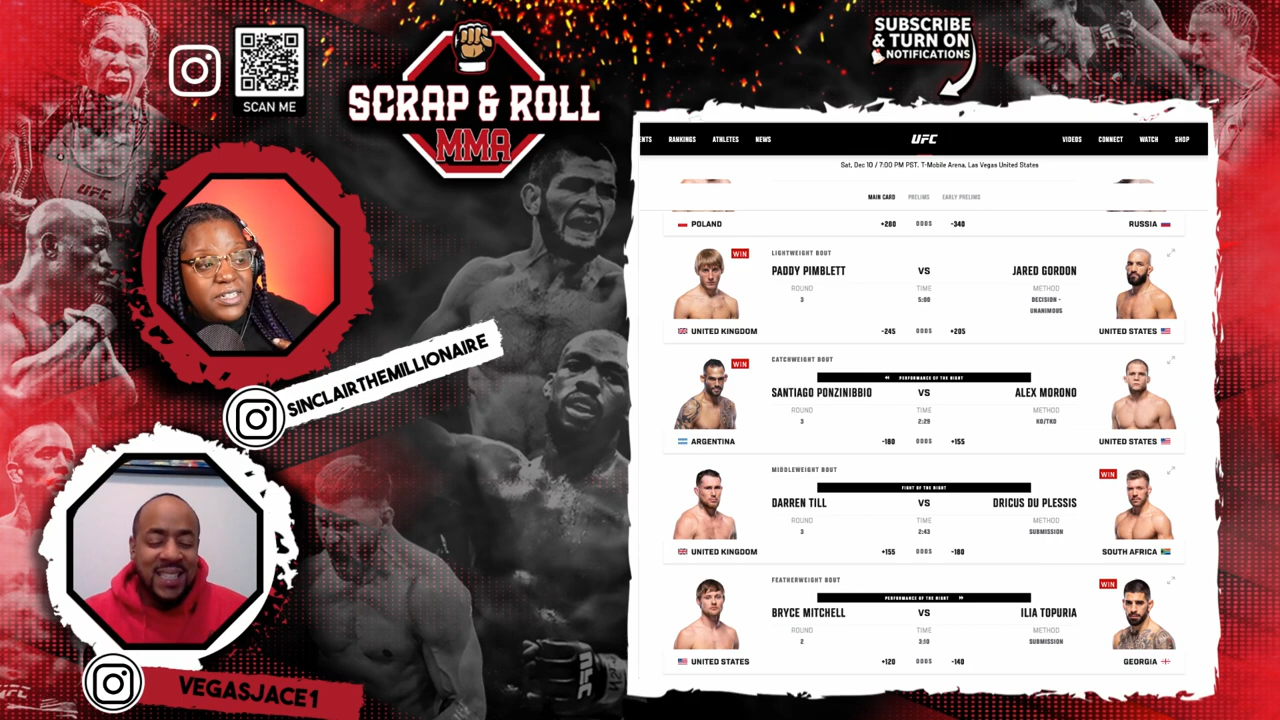 SCAN ME
SCRAP & ROLL
MMA
SUBSCRIBE
& TURN ON
NOTIFICATIONS
SINCLAIRTHEMILLIONAIRE
VEGASJACE1
ENTS RANKINGS ATHLETES NEWS UFC VIDEOS CONNECT WATCH SHOP
Sat, Dec 10 / 7:00 PM PST. T-Mobile Arena, Las Vegas United States
MAIN CARD PRELIMS EARLY PRELIMS
POLAND +280 ODDS -340 RUSSIA
LIGHTWEIGHT BOUT
WIN
PADDY PIMBLETT VS JARED GORDON
ROUND TIME METHOD
3 5:00 DECISION -
UNANIMOUS
UNITED KINGDOM -245 ODDS +205 UNITED STATES
CATCHWEIGHT BOUT
WIN
PERFORMANCE OF THE NIGHT
SANTIAGO PONZINIBBIO VS ALEX MORONO
ROUND TIME METHOD
3 2:29 KO/TKO
ARGENTINA -180 ODDS +155 UNITED STATES
MIDDLEWEIGHT BOUT
WIN
FIGHT OF THE NIGHT
DARREN TILL VS DRICUS DU PLESSIS
ROUND TIME METHOD
3 2:43 SUBMISSION
UNITED KINGDOM +155 ODDS -180 SOUTH AFRICA
FEATHERWEIGHT BOUT
WIN
PERFORMANCE OF THE NIGHT
BRYCE MITCHELL VS ILIA TOPURIA
ROUND TIME METHOD
2 3:10 SUBMISSION
UNITED STATES +120 ODDS -140 GEORGIA
UFC
UFC
UFC
UFC